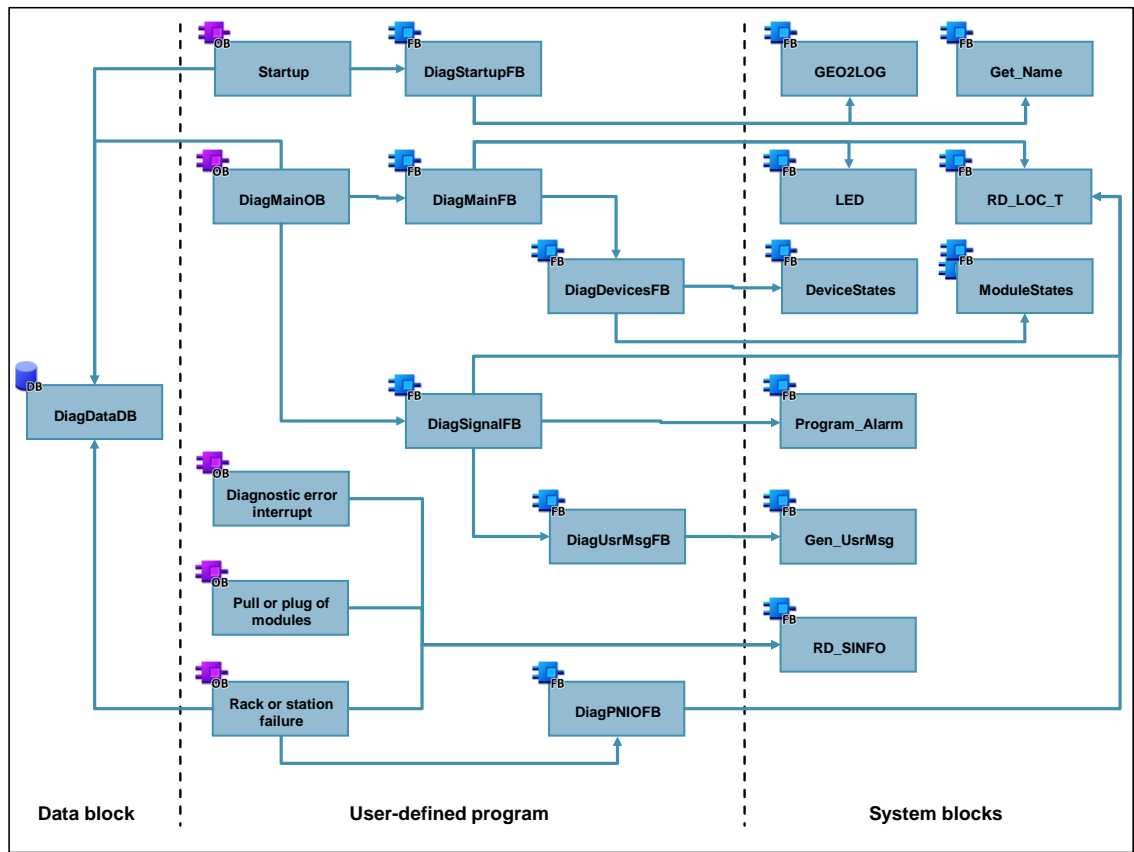 OB
Startup
FB
DiagStartupFB
FB
GEO2LOG
FB
Get_Name
OB
DiagMainOB
FB
DiagMainFB
FB
LED
FB
RD_LOC_T
FB
DiagDevicesFB
FB
DeviceStates
FB
ModuleStates
DB
DiagDataDB
FB
DiagSignalFB
FB
Program_Alarm
OB
Diagnostic error
interrupt
FB
DiagUsrMsgFB
FB
Gen_UsrMsg
OB
Pull or plug of
modules
FB
RD_SINFO
OB
Rack or station
failure
FB
DiagPNIOFB
Data block
User-defined program
System blocks